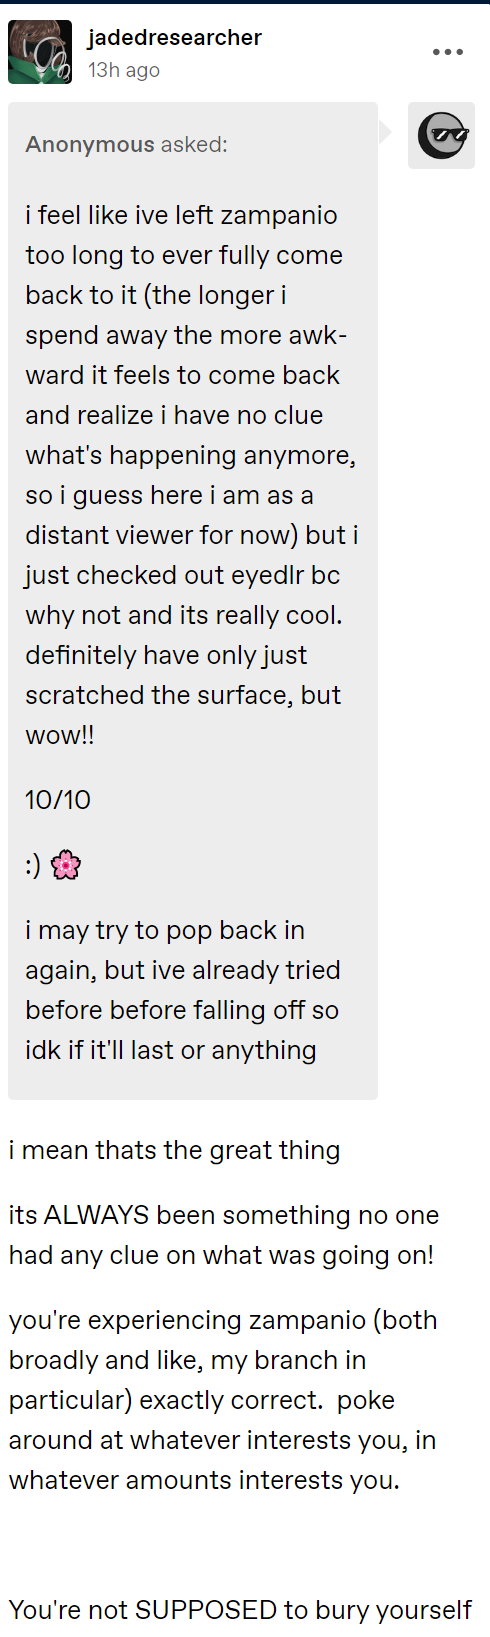 jadedresearcher
13h ago
Anonymous asked:
i feel like ive left zampanio
too long to ever fully come
back to it (the longer i
spend away the more awk-
ward it feels to come back
and realize i have no clue
what's happening anymore,
so i guess here i am as a
distant viewer for now) but i
just checked out eyedlr bc
why not and its really cool.
definitely have only just
scratched the surface, but
wow!!
10/10
:) 🌸
i may try to pop back in
again, but ive already tried
before before falling off so
idk if it'll last or anything
i mean thats the great thing
its ALWAYS been something no one
had any clue on what was going on!
you're experiencing zampanio (both
broadly and like, my branch in
particular) exactly correct.  poke
around at whatever interests you, in
whatever amounts interests you.
You're not SUPPOSED to bury yourself